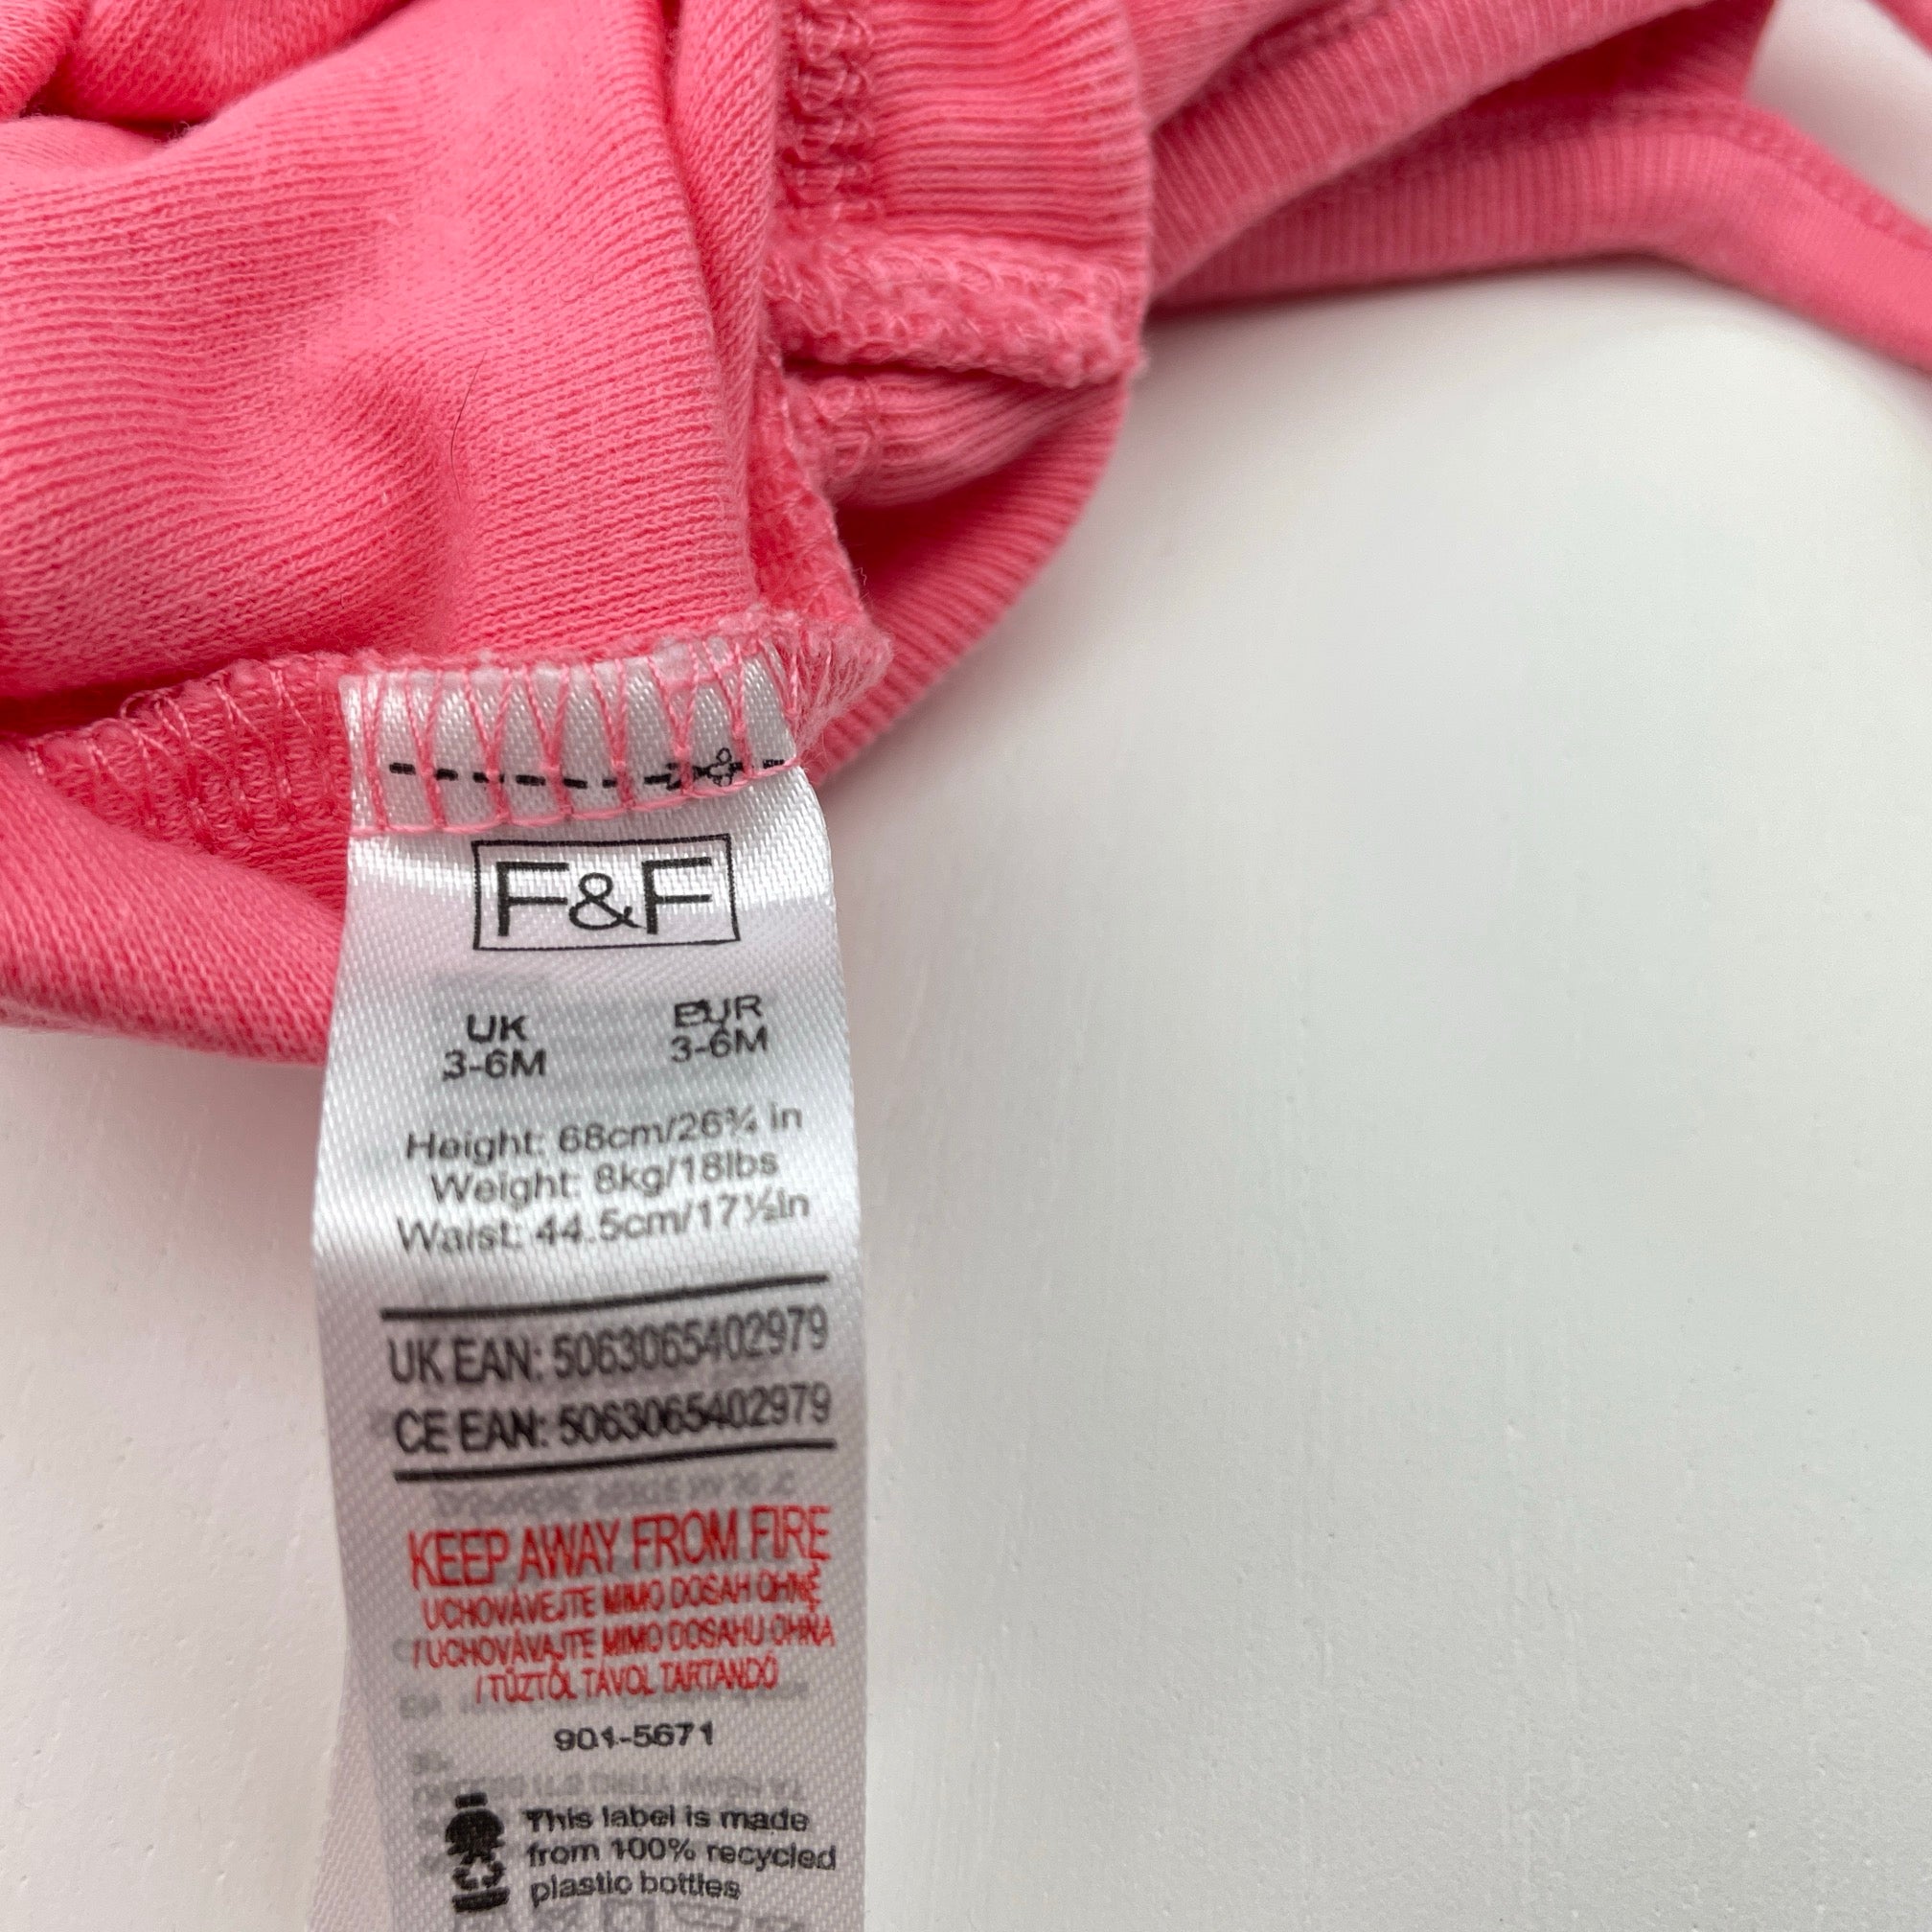 F&F
UK EUR
3-6M 3-6M
Height: 68cm/26¾ in
Weight: 8kg/18lbs
Waist: 44.5cm/17½in
UK EAN: 5063065402979
CE EAN: 5063065402979
KEEP AWAY FROM FIRE
UCHOVÁVEJTE MIMO DOSAH OHNĚ
/ UCHOVÁVAJTE MIMO DOSAHU OHŇA
/ TŰZTŐL TÁVOL TARTANDÓ
901-5671
This label is made
from 100% recycled
plastic bottles